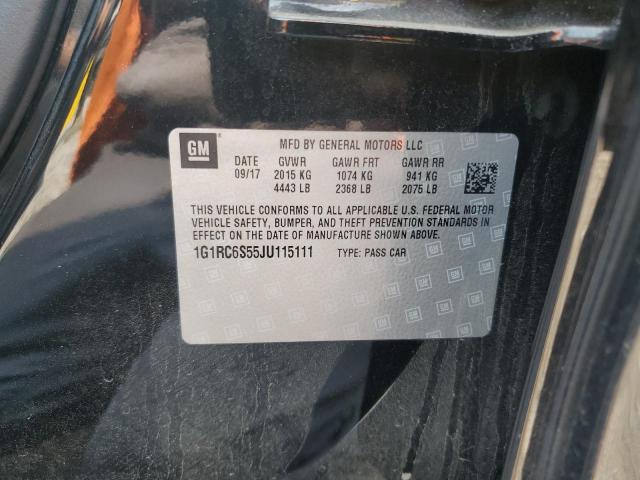 GM
MFD BY GENERAL MOTORS LLC
DATE GVWR GAWR FRT GAWR RR
09/17 2015 KG 1074 KG 941 KG
4443 LB 2368 LB 2075 LB
THIS VEHICLE CONFORMS TO ALL APPLICABLE U.S. FEDERAL MOTOR
VEHICLE SAFETY, BUMPER, AND THEFT PREVENTION STANDARDS IN
EFFECT ON THE DATE OF MANUFACTURE SHOWN ABOVE.
1G1RC6S55JU115111 TYPE: PASS CAR